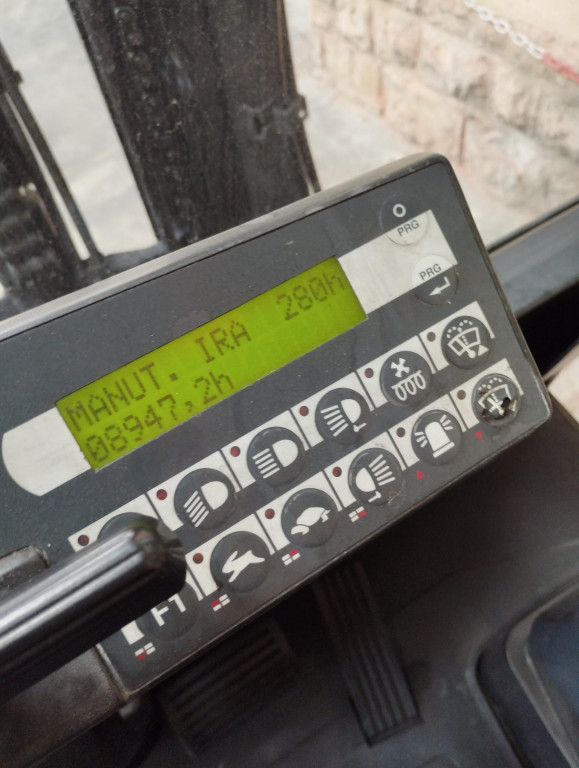 MANUT. IRA 280h
08947,2h
O
PRG
PRG
F1